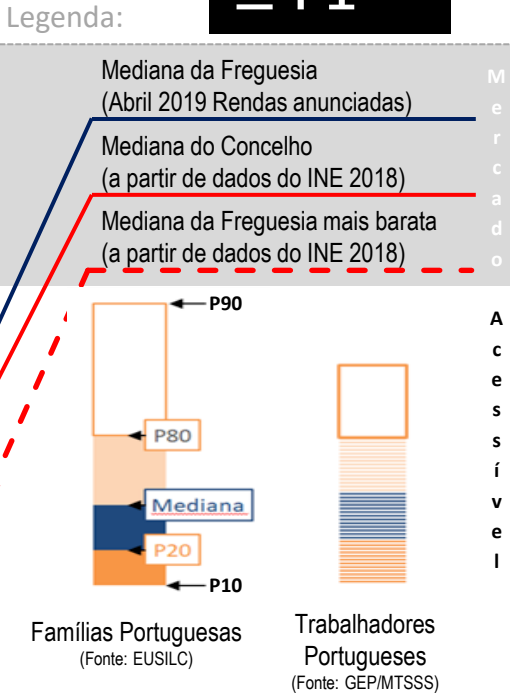 Legenda:
Mediana da Freguesia
(Abril 2019 Rendas anunciadas)
Mediana do Concelho
(a partir de dados do INE 2018)
Mediana da Freguesia mais barata
(a partir de dados do INE 2018)
Mercado
P90
P80
Mediana
P20
P10
Acessível
Famílias Portuguesas
(Fonte: EUSILC)
Trabalhadores
Portugueses
(Fonte: GEP/MTSSS)